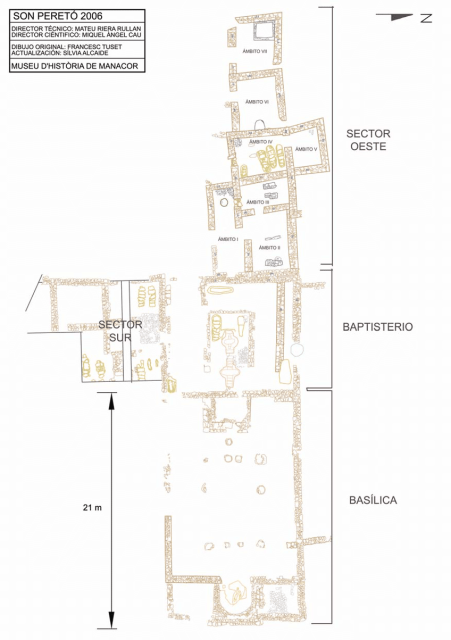 SON PERETÓ 2006
DIRECTOR TÉCNICO: MATEU RIERA RULLAN
DIRECTOR CIENTÍFICO: MIQUEL ÀNGEL CAU
DIBUJO ORIGINAL: FRANCESC TUSET
ACTUALIZACIÓN: SÍLVIA ALCAIDE
MUSEU D'HISTÒRIA DE MANACOR
N
ÁMBITO VII
ÁMBITO VI
ÁMBITO IV
ÁMBITO V
SECTOR
OESTE
ÁMBITO III
ÁMBITO I
ÁMBITO II
SECTOR
SUR
BAPTISTERIO
21 m
BASÍLICA